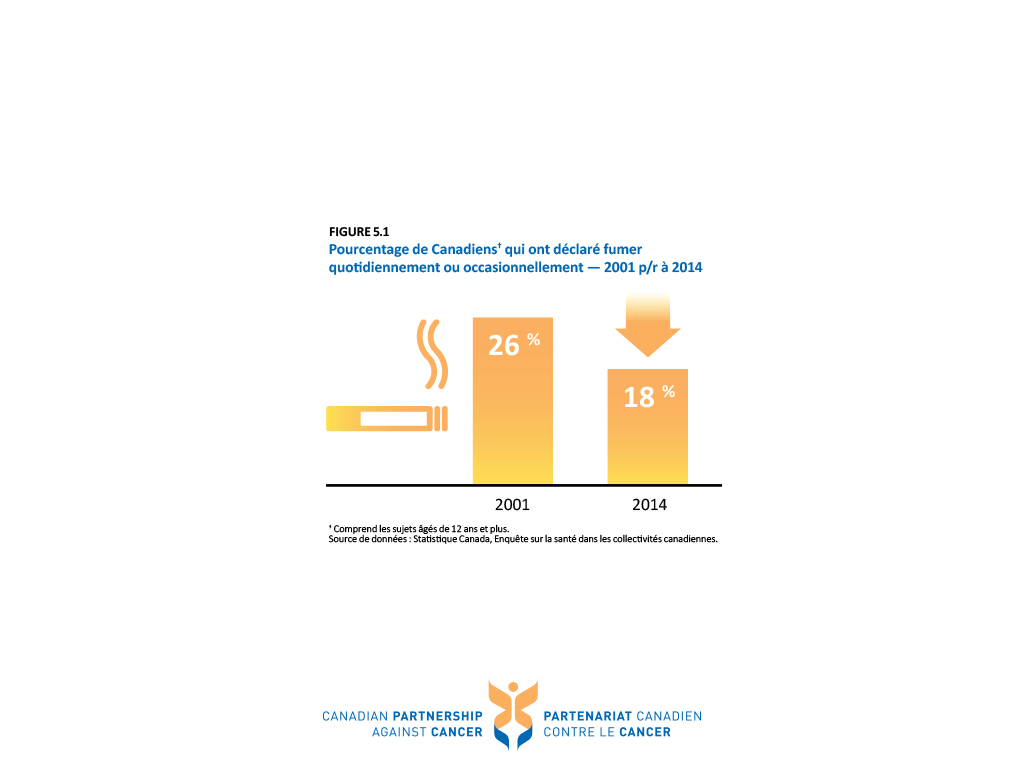 FIGURE 5.1
Pourcentage de Canadiens† qui ont déclaré fumer
quotidiennement ou occasionnellement — 2001 p/r à 2014
26 %
18 %
2001
2014
† Comprend les sujets âgés de 12 ans et plus.
Source de données : Statistique Canada, Enquête sur la santé dans les collectivités canadiennes.
CANADIAN PARTNERSHIP
AGAINST CANCER
PARTENARIAT CANADIEN
CONTRE LE CANCER